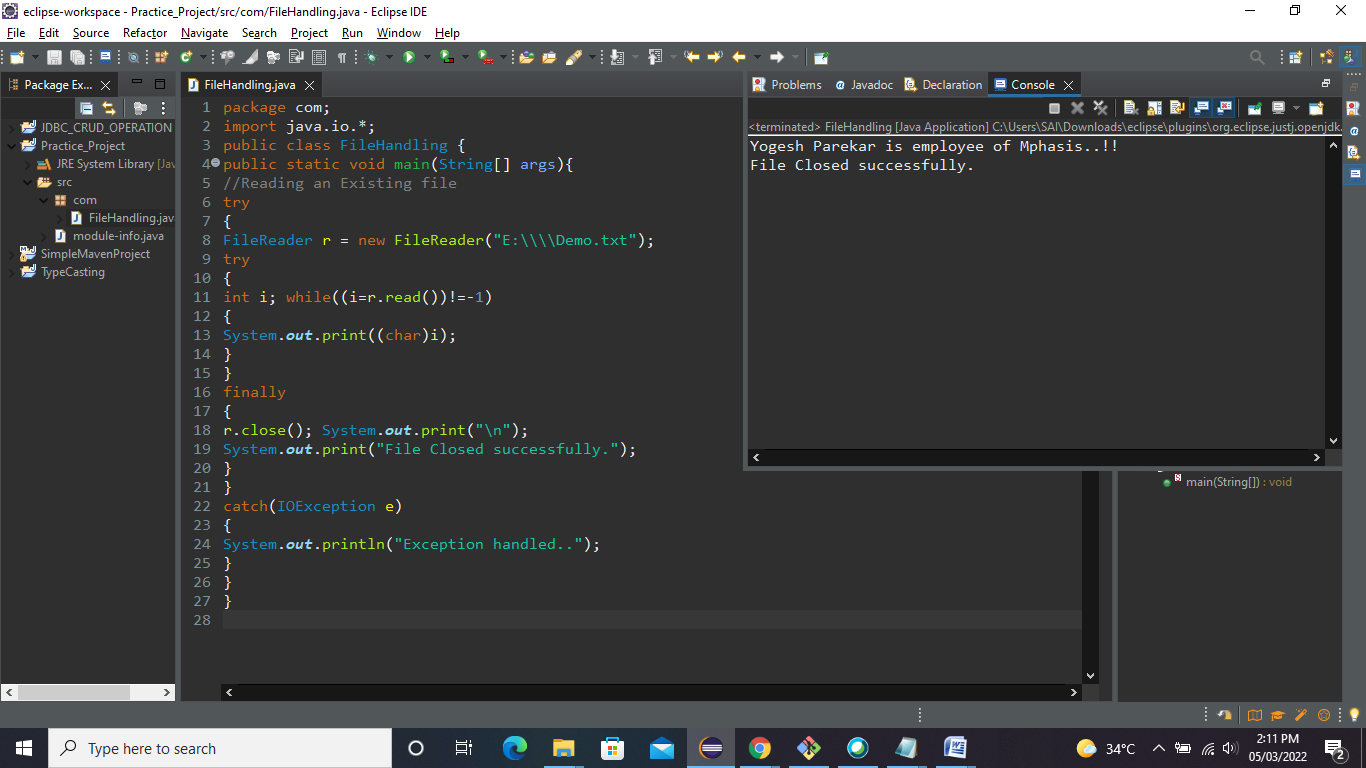 eclipse-workspace - Practice_Project/src/com/FileHandling.java - Eclipse IDE
File Edit Source Refactor Navigate Search Project Run Window Help
Package Ex...
JDBC_CRUD_OPERATION
Practice_Project
JRE System Library [Jav
src
com
FileHandling.java
module-info.java
SimpleMavenProject
TypeCasting
FileHandling.java
1 package com;
2 import java.io.*;
3 public class FileHandling {
4 public static void main(String[] args){
5 //Reading an Existing file
6 try
7 {
8 FileReader r = new FileReader("E:\\\\Demo.txt");
9 try
10 {
11 int i; while((i=r.read())!=-1)
12 {
13 System.out.print((char)i);
14 }
15 }
16 finally
17 {
18 r.close(); System.out.print("\n");
19 System.out.print("File Closed successfully.");
20 }
21 }
22 catch(IOException e)
23 {
24 System.out.println("Exception handled..");
25 }
26 }
27 }
28
Problems Javadoc Declaration Console
<terminated> FileHandling [Java Application] C:\Users\SAI\Downloads\eclipse\plugins\org.eclipse.justj.openjdk.
Yogesh Parekar is employee of Mphasis..!!
File Closed successfully.
S
main(String[]) : void
Type here to search
34°C
2:11 PM
05/03/2022
2